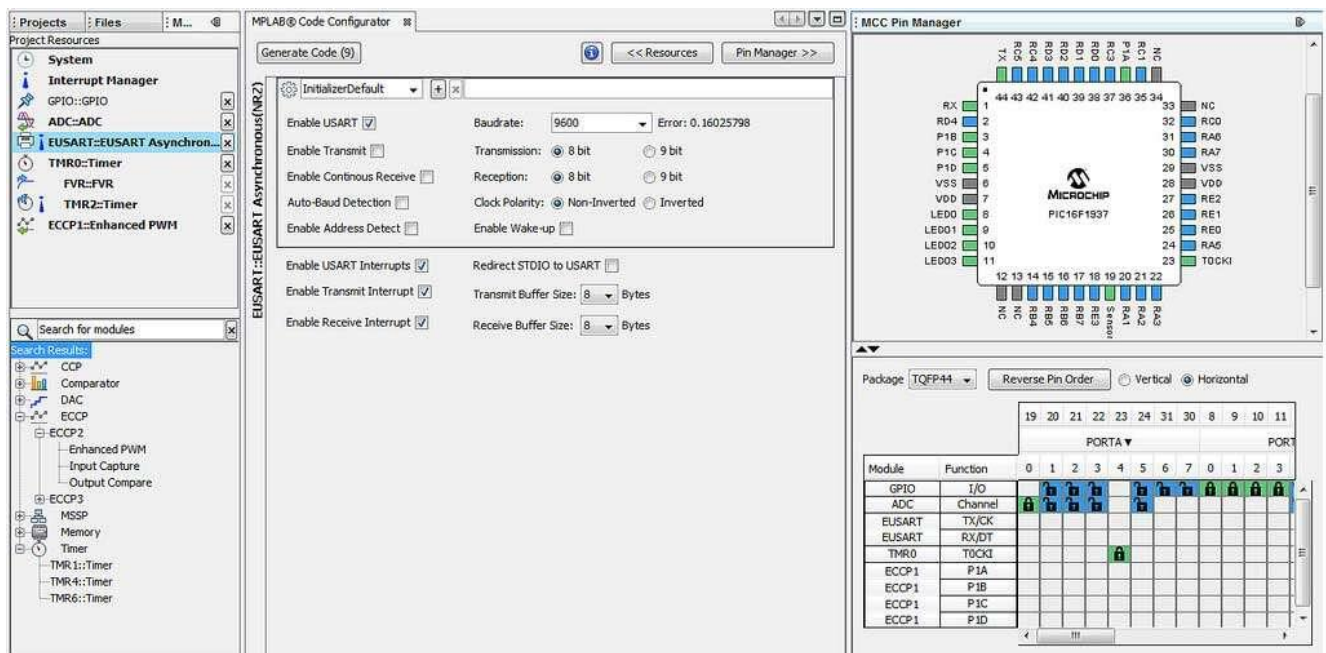 Projects Files M...
Project Resources
System
Interrupt Manager
GPIO::GPIO
ADC::ADC
EUSART::EUSART Asynchron...
TMR0::Timer
FVR::FVR
TMR2::Timer
ECCP1::Enhanced PWM
Search for modules
Search Results:
CCP
Comparator
DAC
ECCP
ECCP2
Enhanced PWM
Input Capture
Output Compare
ECCP3
MSSP
Memory
Timer
TMR1::Timer
TMR4::Timer
TMR6::Timer
MPLAB® Code Configurator
Generate Code (9) << Resources Pin Manager >>
EUSART::EUSART Asynchronous(NR2)
InitializerDefault
Enable USART Baudrate: 9600 Error: 0.16025798
Enable Transmit Transmission: 8 bit 9 bit
Enable Continous Receive Reception: 8 bit 9 bit
Auto-Baud Detection Clock Polarity: Non-Inverted Inverted
Enable Address Detect Enable Wake-up
Enable USART Interrupts Redirect STDIO to USART
Enable Transmit Interrupt Transmit Buffer Size: 8 Bytes
Enable Receive Interrupt Receive Buffer Size: 8 Bytes
MCC Pin Manager
TX RC5 RC4 RD3 RD2 RD1 RD0 RC3 P1A RC1 NC
44 43 42 41 40 39 38 37 36 35 34
RX 1 33 NC
RD4 2 32 RC0
P1B 3 31 RA6
P1C 4 30 RA7
P1D 5 29 VSS
VSS 6 28 VDD
VDD 7 27 RE2
LED0 8 26 RE1
LED01 9 25 RE0
LED02 10 24 RA5
LED03 11 23 T0CKI
MICROCHIP
PIC16F1937
12 13 14 15 16 17 18 19 20 21 22
NC NC RB4 RB5 RB6 RB7 RE3 Sensor RA1 RA2 RA3
Package TQFP44 Reverse Pin Order Vertical Horizontal
19 20 21 22 23 24 31 30 8 9 10 11
PORTA▼ PORT
Module Function 0 1 2 3 4 5 6 7 0 1 2 3
GPIO I/O
ADC Channel
EUSART TX/CK
EUSART RX/DT
TMR0 T0CKI
ECCP1 P1A
ECCP1 P1B
ECCP1 P1C
ECCP1 P1D